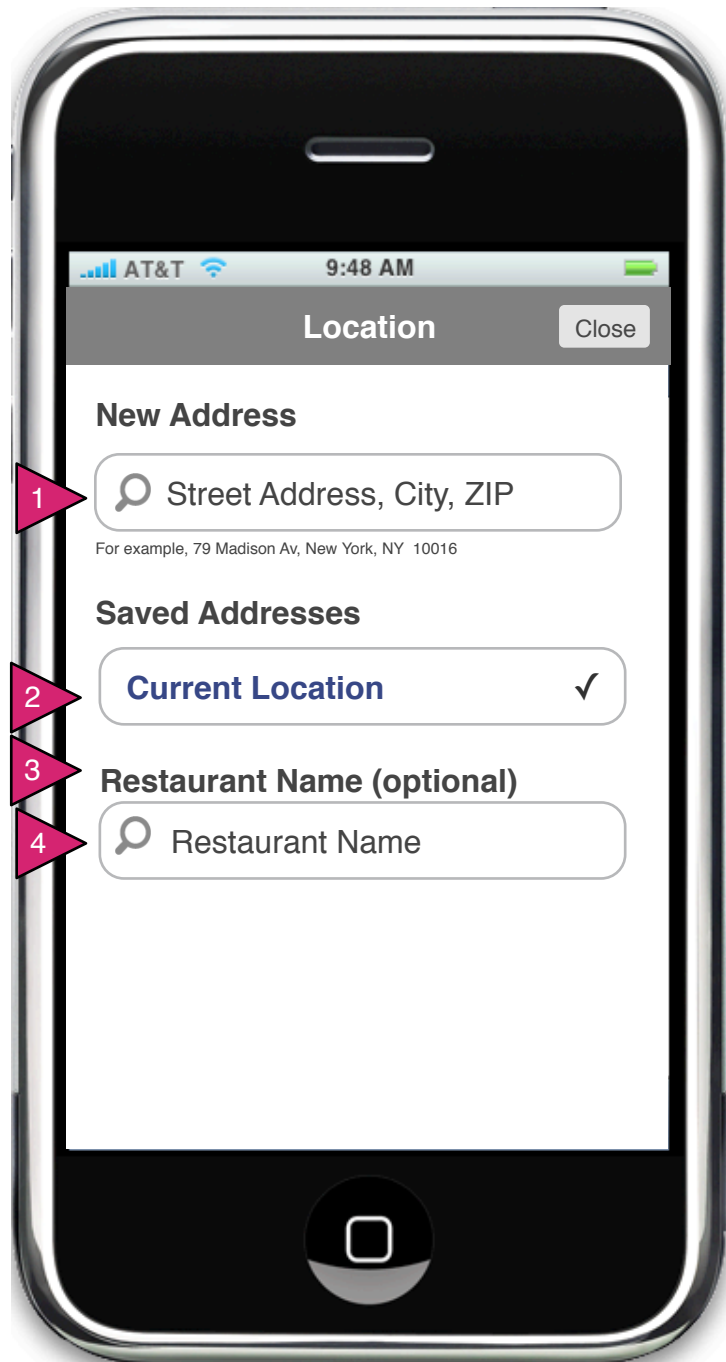 AT&T 9:48 AM
Location Close
New Address
1 Street Address, City, ZIP
For example, 79 Madison Av, New York, NY 10016
Saved Addresses
2 Current Location ✓
3 Restaurant Name (optional)
4 Restaurant Name